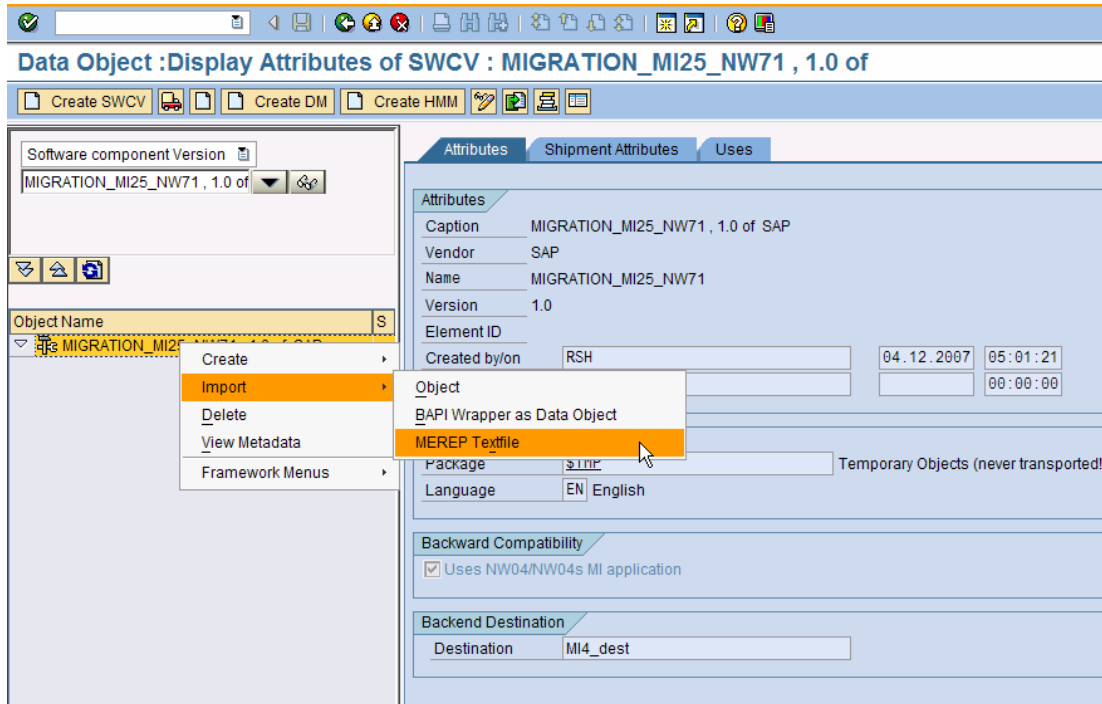 Data Object :Display Attributes of SWCV : MIGRATION_MI25_NW71 , 1.0 of
Create SWCV Create DM Create HMM
Software component Version
MIGRATION_MI25_NW71 , 1.0 of
Object Name S
MIGRATION_MI25
Create
Import
Delete
View Metadata
Framework Menus
Object
BAPI Wrapper as Data Object
MEREP Textfile
Attributes Shipment Attributes Uses
Attributes
Caption MIGRATION_MI25_NW71 , 1.0 of SAP
Vendor SAP
Name MIGRATION_MI25_NW71
Version 1.0
Element ID
Created by/on RSH 04.12.2007 05:01:21
00:00:00
Package $TMP Temporary Objects (never transported!
Language EN English
Backward Compatibility
Uses NW04/NW04s MI application
Backend Destination
Destination MI4_dest